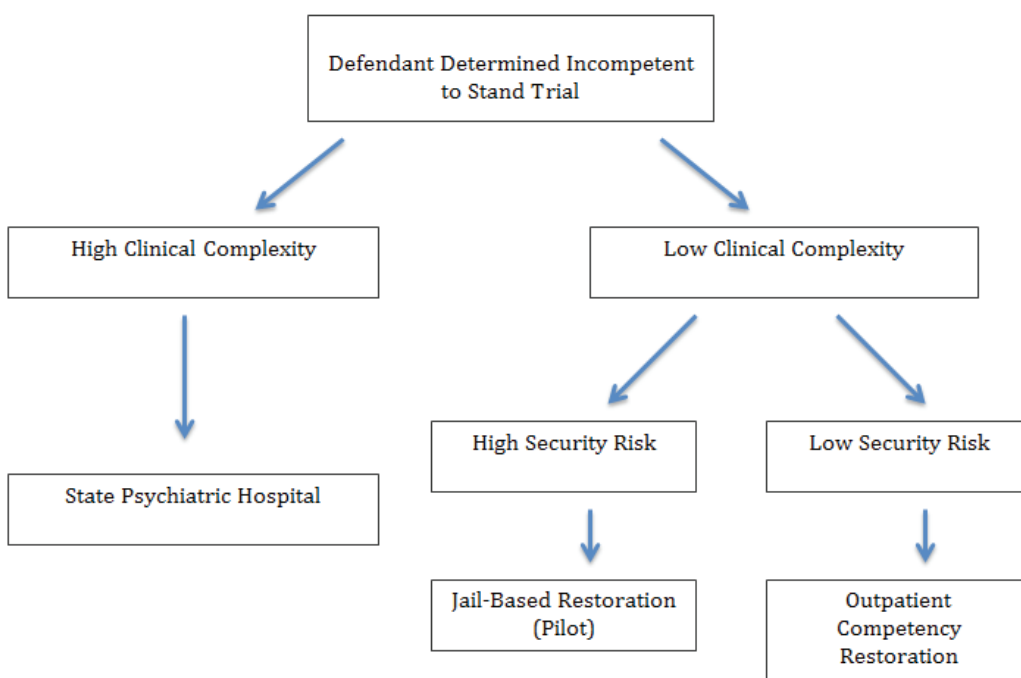 Defendant Determined Incompetent
to Stand Trial
High Clinical Complexity
Low Clinical Complexity
High Security Risk
Low Security Risk
State Psychiatric Hospital
Jail-Based Restoration
(Pilot)
Outpatient
Competency
Restoration